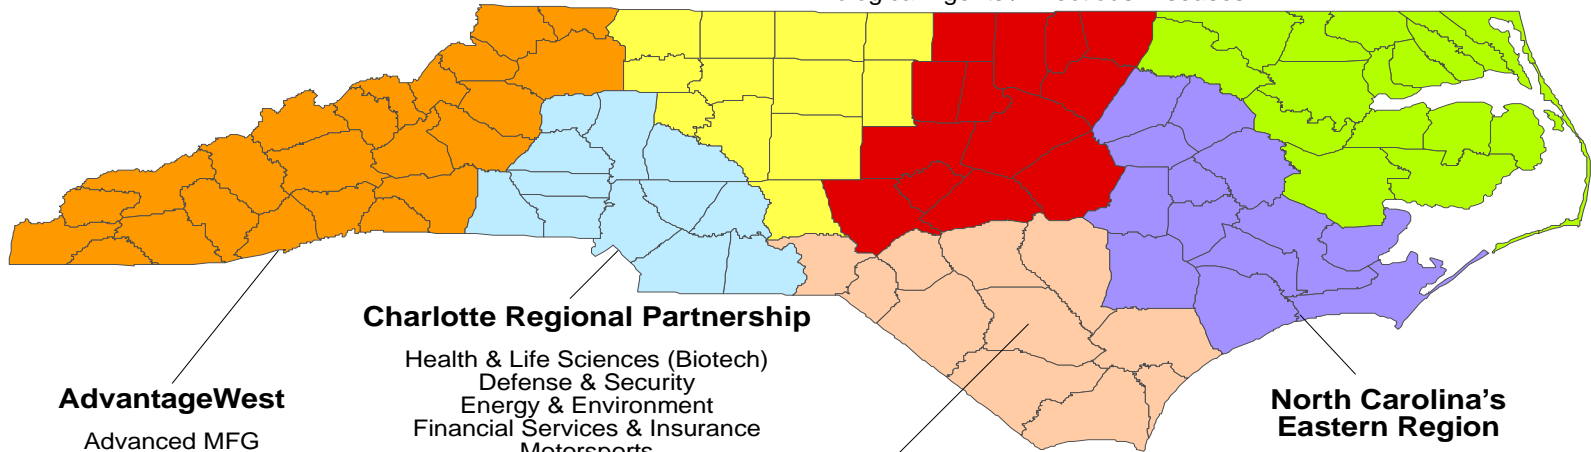 Charlotte Regional Partnership
Health & Life Sciences (Biotech)
Defense & Security
Energy & Environment
Financial Services & Insurance
Motorsports
AdvantageWest
Advanced MFG
North Carolina’s
Eastern Region